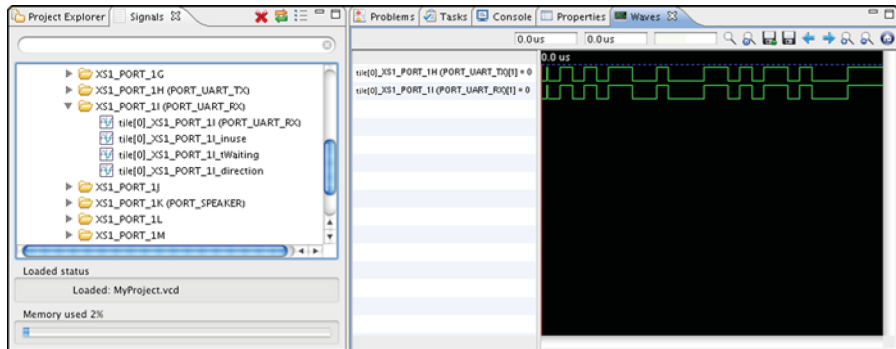 Project Explorer
Signals
XS1_PORT_1G
XS1_PORT_1H (PORT_UART_TX)
XS1_PORT_1I (PORT_UART_RX)
tile[0]_XS1_PORT_1I (PORT_UART_RX)
tile[0]_XS1_PORT_1I_inuse
tile[0]_XS1_PORT_1I_tWaiting
tile[0]_XS1_PORT_1I_direction
XS1_PORT_1J
XS1_PORT_1K (PORT_SPEAKER)
XS1_PORT_1L
XS1_PORT_1M
Loaded status
Loaded: MyProject.vcd
Memory used 2%
Problems
Tasks
Console
Properties
Waves
0.0us
0.0us
0.0 us
tile[0]_XS1_PORT_1H (PORT_UART_TX)[1] = 0
tile[0]_XS1_PORT_1I (PORT_UART_RX)[1] = 0